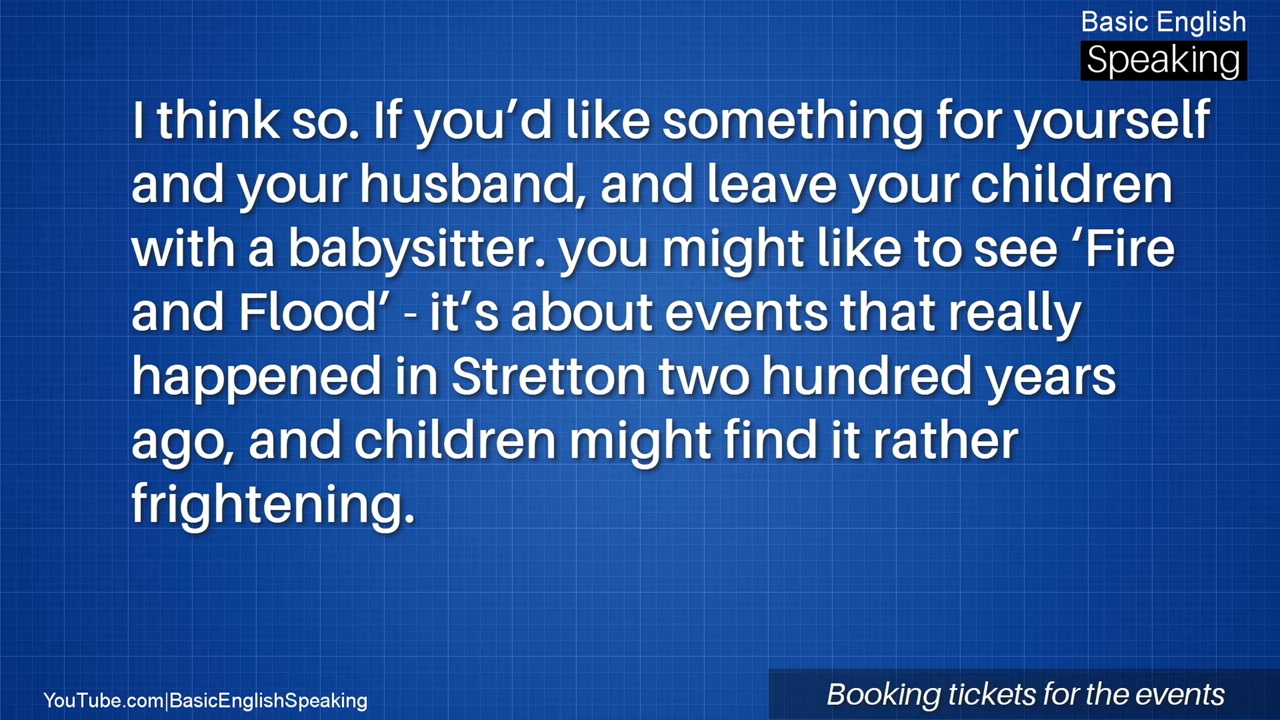 Basic English
Speaking
I think so. If you’d like something for yourself
and your husband, and leave your children
with a babysitter. you might like to see ‘Fire
and Flood’ - it’s about events that really
happened in Stretton two hundred years
ago, and children might find it rather
frightening.
YouTube.com|BasicEnglishSpeaking
Booking tickets for the events